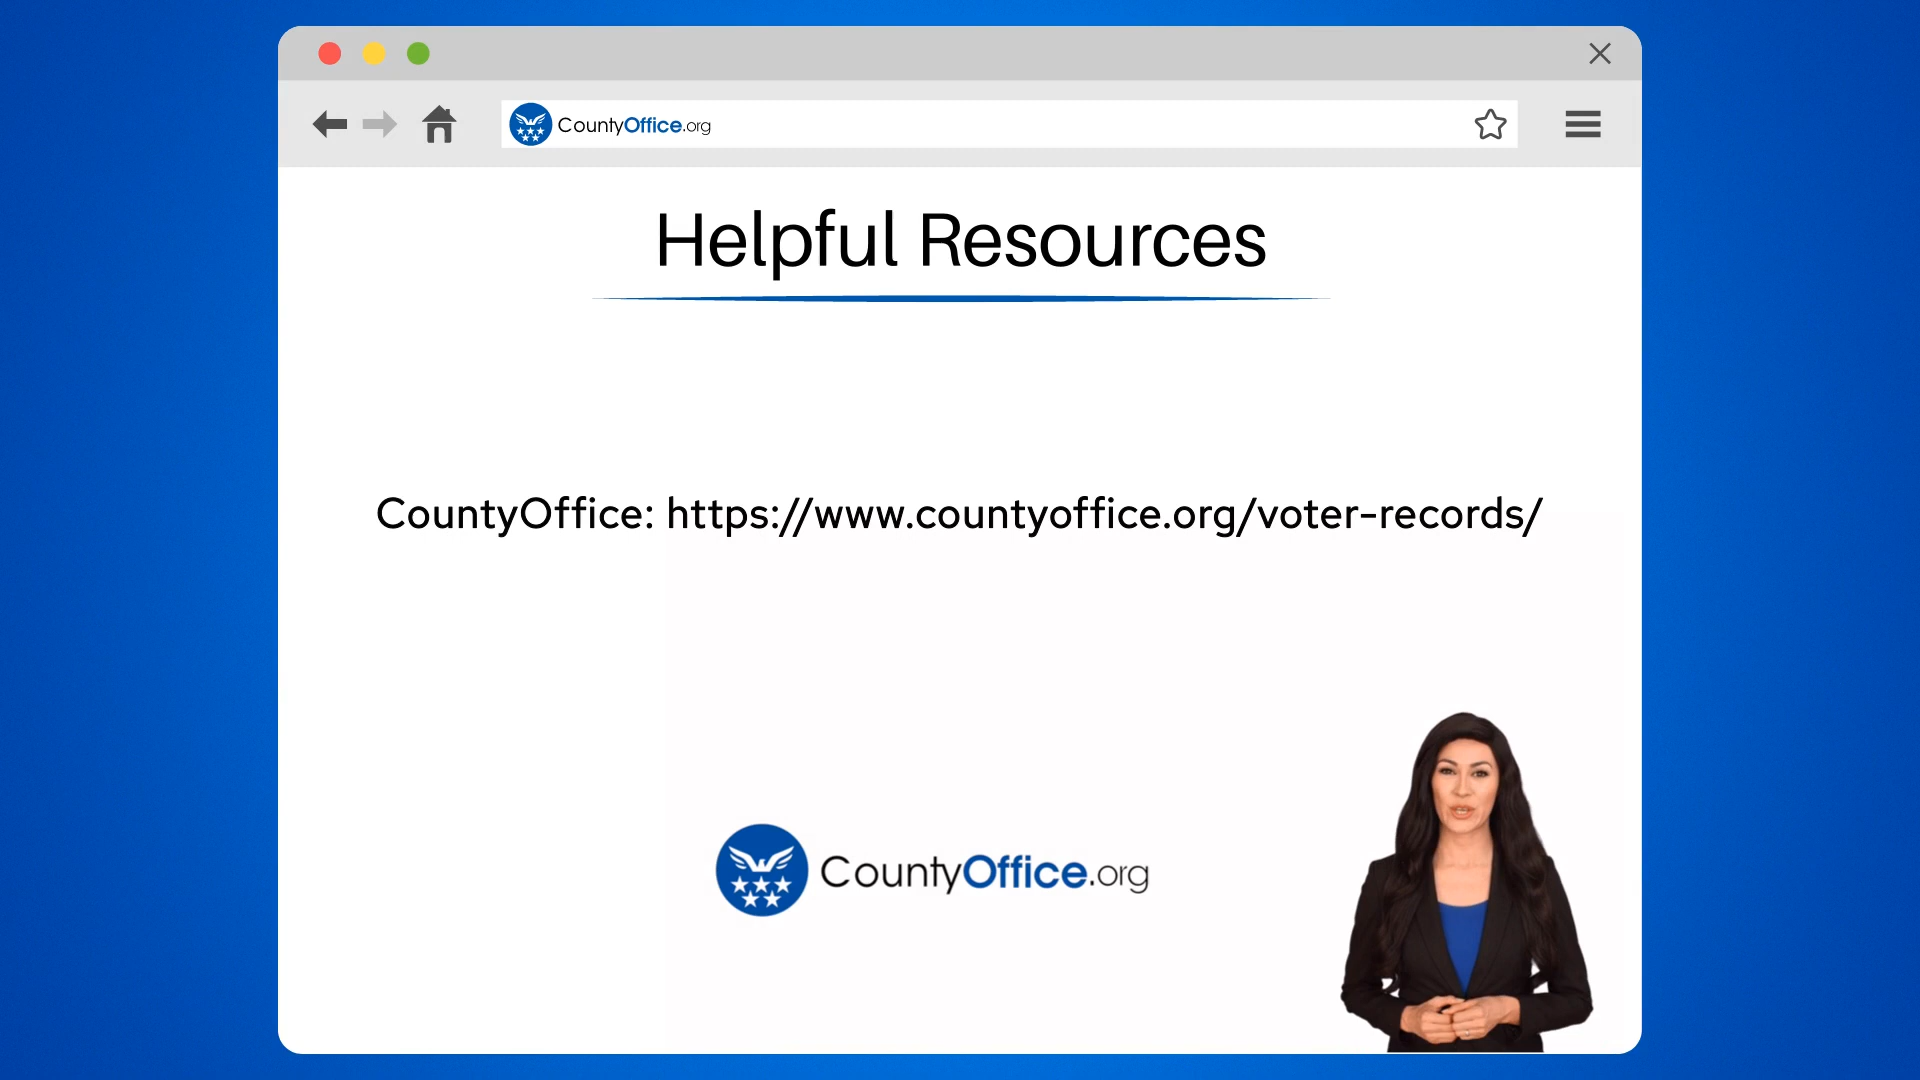 CountyOffice.org
Helpful Resources
CountyOffice: https://www.countyoffice.org/voter-records/
CountyOffice.org